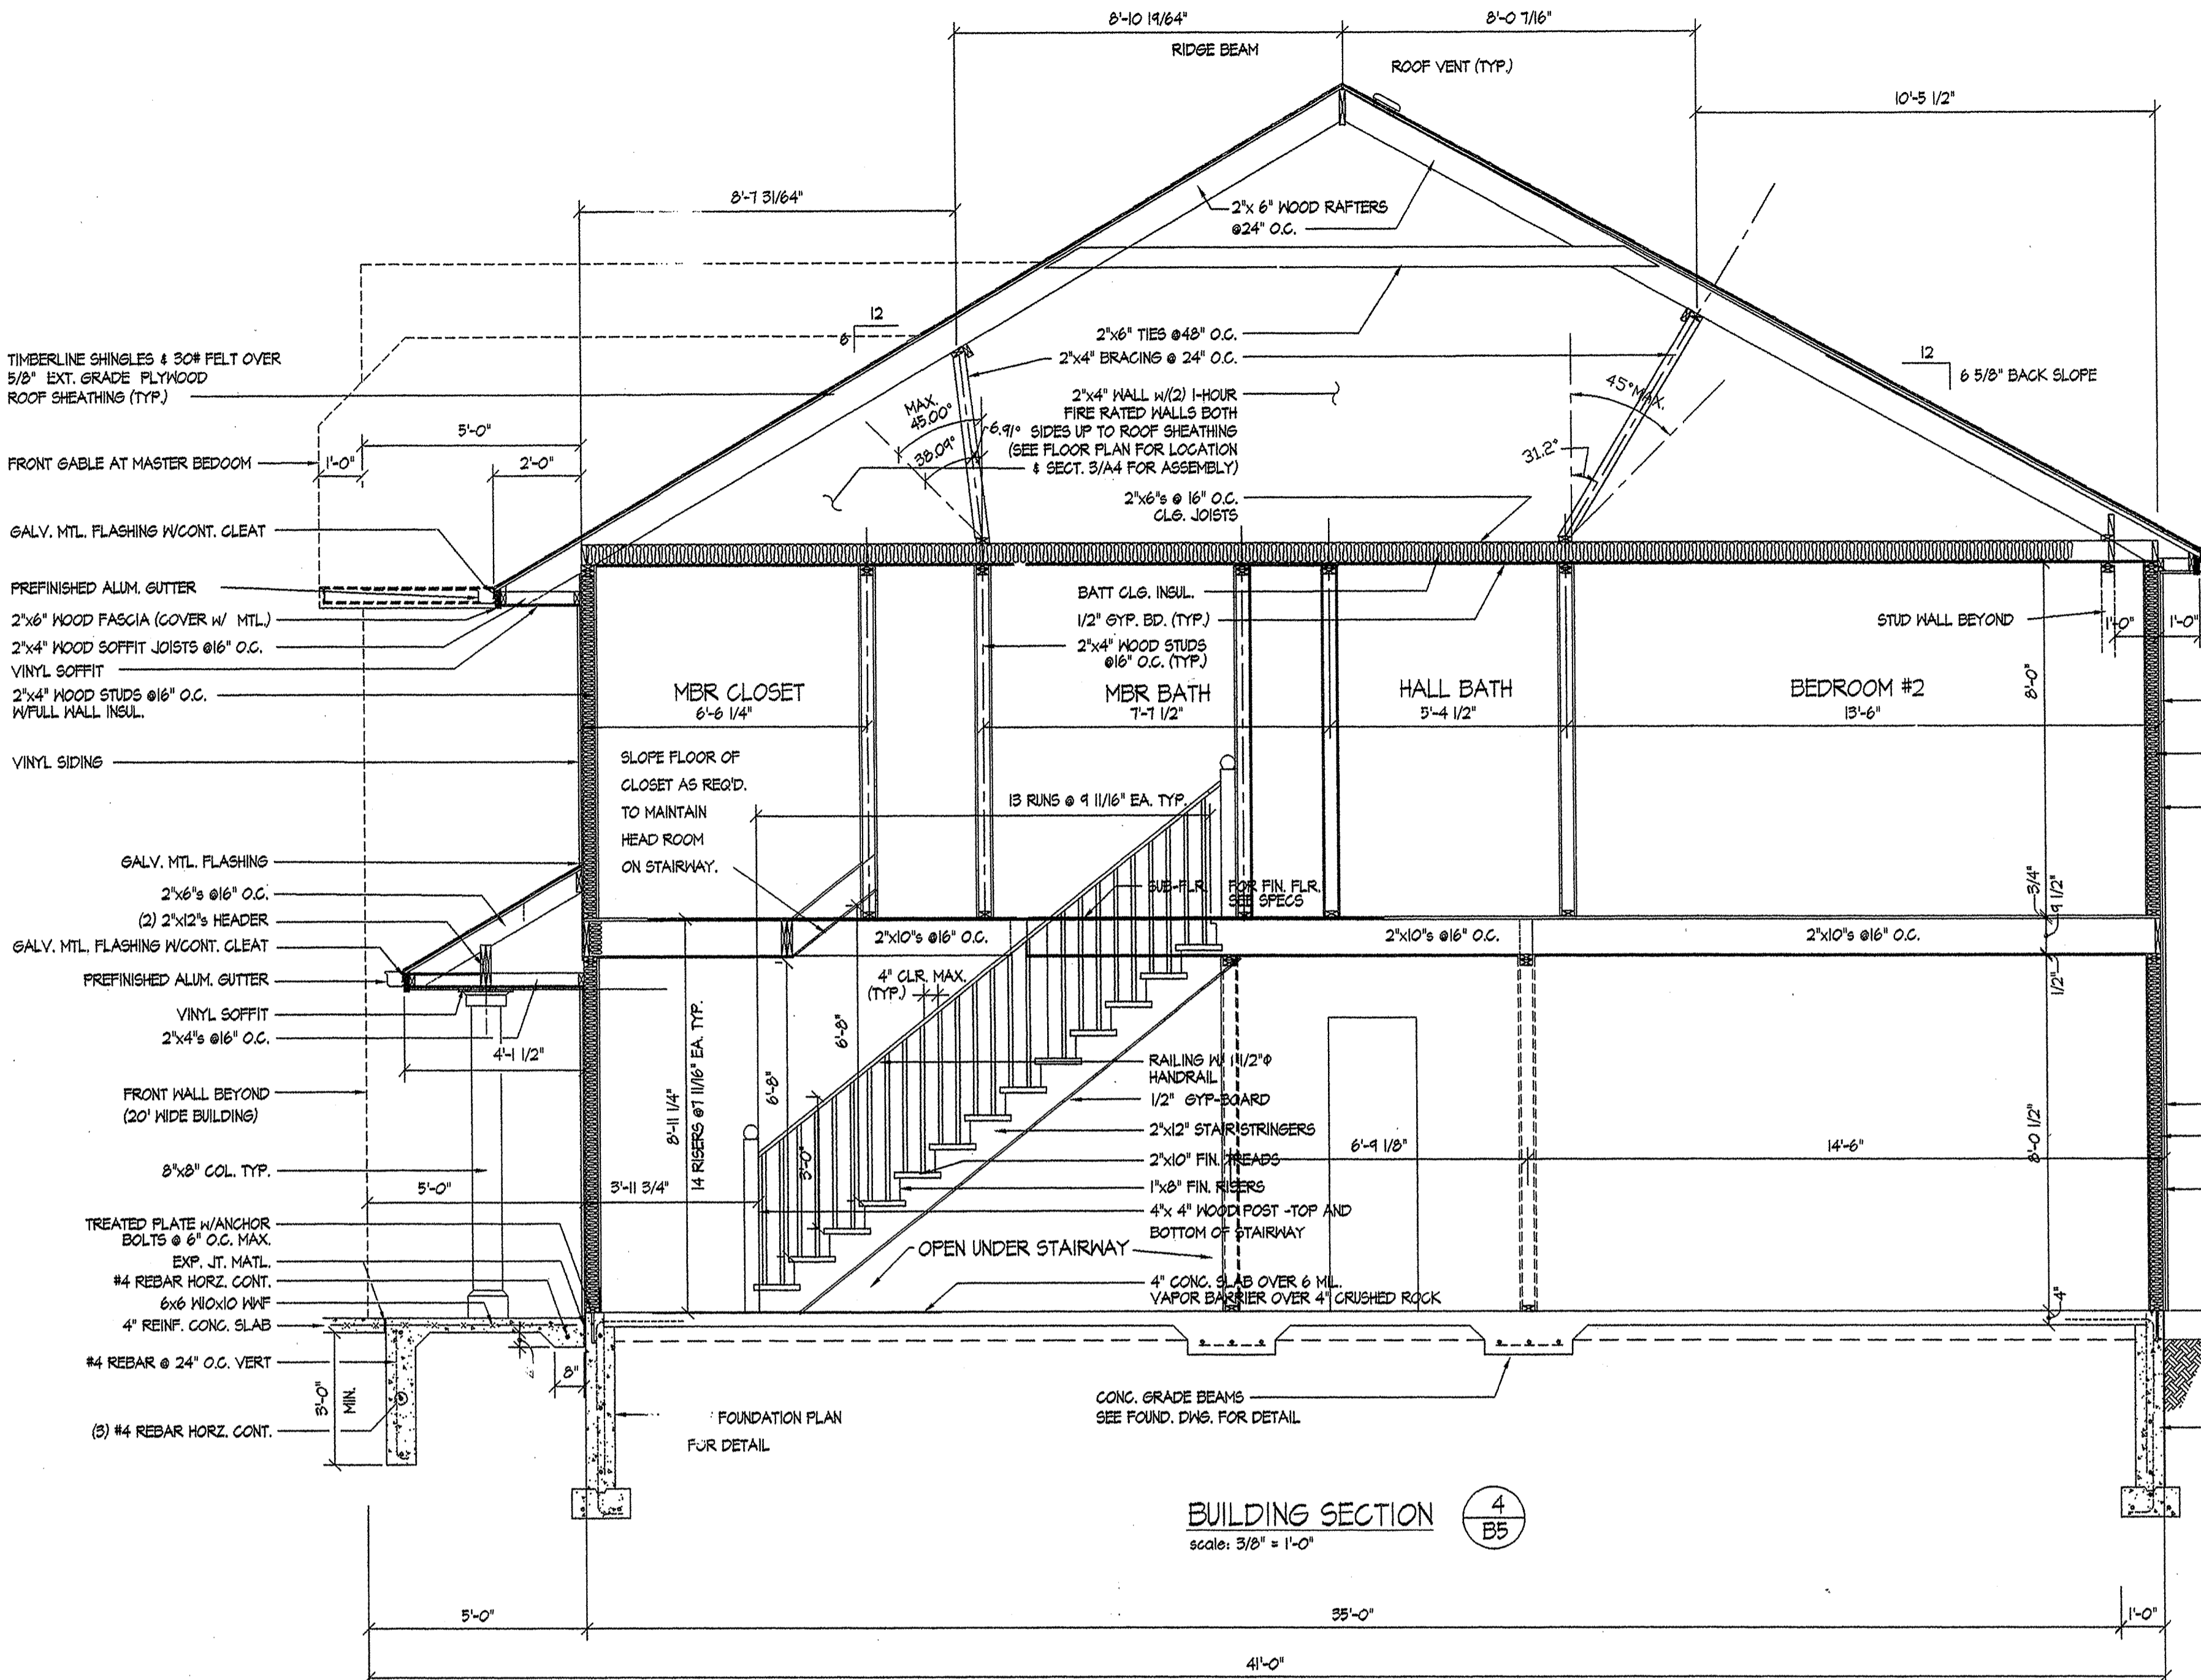 8'-10 19/64"
8'-0 7/16"
RIDGE BEAM
ROOF VENT (TYP.)
10'-5 1/2"
8'-7 31/64"
2"x 6" WOOD RAFTERS
@24" O.C.
12
6
2"x6" TIES @48" O.C.
2"x4" BRACING @ 24" O.C.
12
6 5/8" BACK SLOPE
TIMBERLINE SHINGLES & 30# FELT OVER
5/8" EXT. GRADE PLYWOOD
ROOF SHEATHING (TYP.)
2"x4" WALL W/(2) 1-HOUR
FIRE RATED WALLS BOTH
SIDES UP TO ROOF SHEATHING
(SEE FLOOR PLAN FOR LOCATION
& SECT. 3/A4 FOR ASSEMBLY)
MAX.
45.00°
6.91°
38.09°
45° MAX.
31.2°
5'-0"
FRONT GABLE AT MASTER BEDOOM
1'-0"
2'-0"
2"x6"s @ 16" O.C.
CLG. JOISTS
GALV. MTL. FLASHING W/CONT. CLEAT
PREFINISHED ALUM. GUTTER
2"x6" WOOD FASCIA (COVER W/ MTL.)
2"x4" WOOD SOFFIT JOISTS @16" O.C.
VINYL SOFFIT
2"x4" WOOD STUDS @16" O.C.
W/FULL WALL INSUL.
BATT CLG. INSUL.
1/2" GYP. BD. (TYP.)
2"x4" WOOD STUDS
@16" O.C. (TYP.)
STUD WALL BEYOND
1'-0"
1'-0"
MBR CLOSET
6'-6 1/4"
MBR BATH
7'-7 1/2"
HALL BATH
5'-4 1/2"
BEDROOM #2
13'-6"
8'-0"
VINYL SIDING
SLOPE FLOOR OF
CLOSET AS REQ'D.
TO MAINTAIN
HEAD ROOM
ON STAIRWAY.
13 RUNS @ 9 11/16" EA. TYP.
GALV. MTL. FLASHING
2"x6"s @16" O.C.
(2) 2"x12"s HEADER
GALV. MTL. FLASHING W/CONT. CLEAT
PREFINISHED ALUM. GUTTER
VINYL SOFFIT
2"x4"s @16" O.C.
4'-1 1/2"
SUB-FLR.
FOR FIN. FLR.
SEE SPECS
3/4"
9 1/2"
2"x10"s @16" O.C.
2"x10"s @16" O.C.
2"x10"s @16" O.C.
1/2"
4" CLR. MAX.
(TYP.)
6'-8"
6'-8"
8'-11 1/4"
14 RISERS @7 11/16" EA. TYP.
3'-0"
FRONT WALL BEYOND
(20' WIDE BUILDING)
8"x8" COL. TYP.
5'-0"
3'-11 3/4"
RAILING W/ 1 1/2"Φ
HANDRAIL
1/2" GYP-BOARD
2"x12" STAIR STRINGERS
2"x10" FIN. TREADS
1"x8" FIN. RISERS
4"x 4" WOOD POST -TOP AND
BOTTOM OF STAIRWAY
6'-9 1/8"
14'-6"
8'-0 1/2"
OPEN UNDER STAIRWAY
4" CONC. SLAB OVER 6 MIL.
VAPOR BARRIER OVER 4" CRUSHED ROCK
4"
TREATED PLATE W/ANCHOR
BOLTS @ 6" O.C. MAX.
EXP. JT. MATL.
#4 REBAR HORZ. CONT.
6x6 W10x10 WWF
4" REINF. CONC. SLAB
#4 REBAR @ 24" O.C. VERT
3'-0"
MIN.
8"
(3) #4 REBAR HORZ. CONT.
FOUNDATION PLAN
FOR DETAIL
CONC. GRADE BEAMS
SEE FOUND. DWG. FOR DETAIL
BUILDING SECTION
scale: 3/8" = 1'-0"
4
B5
5'-0"
35'-0"
1'-0"
41'-0"